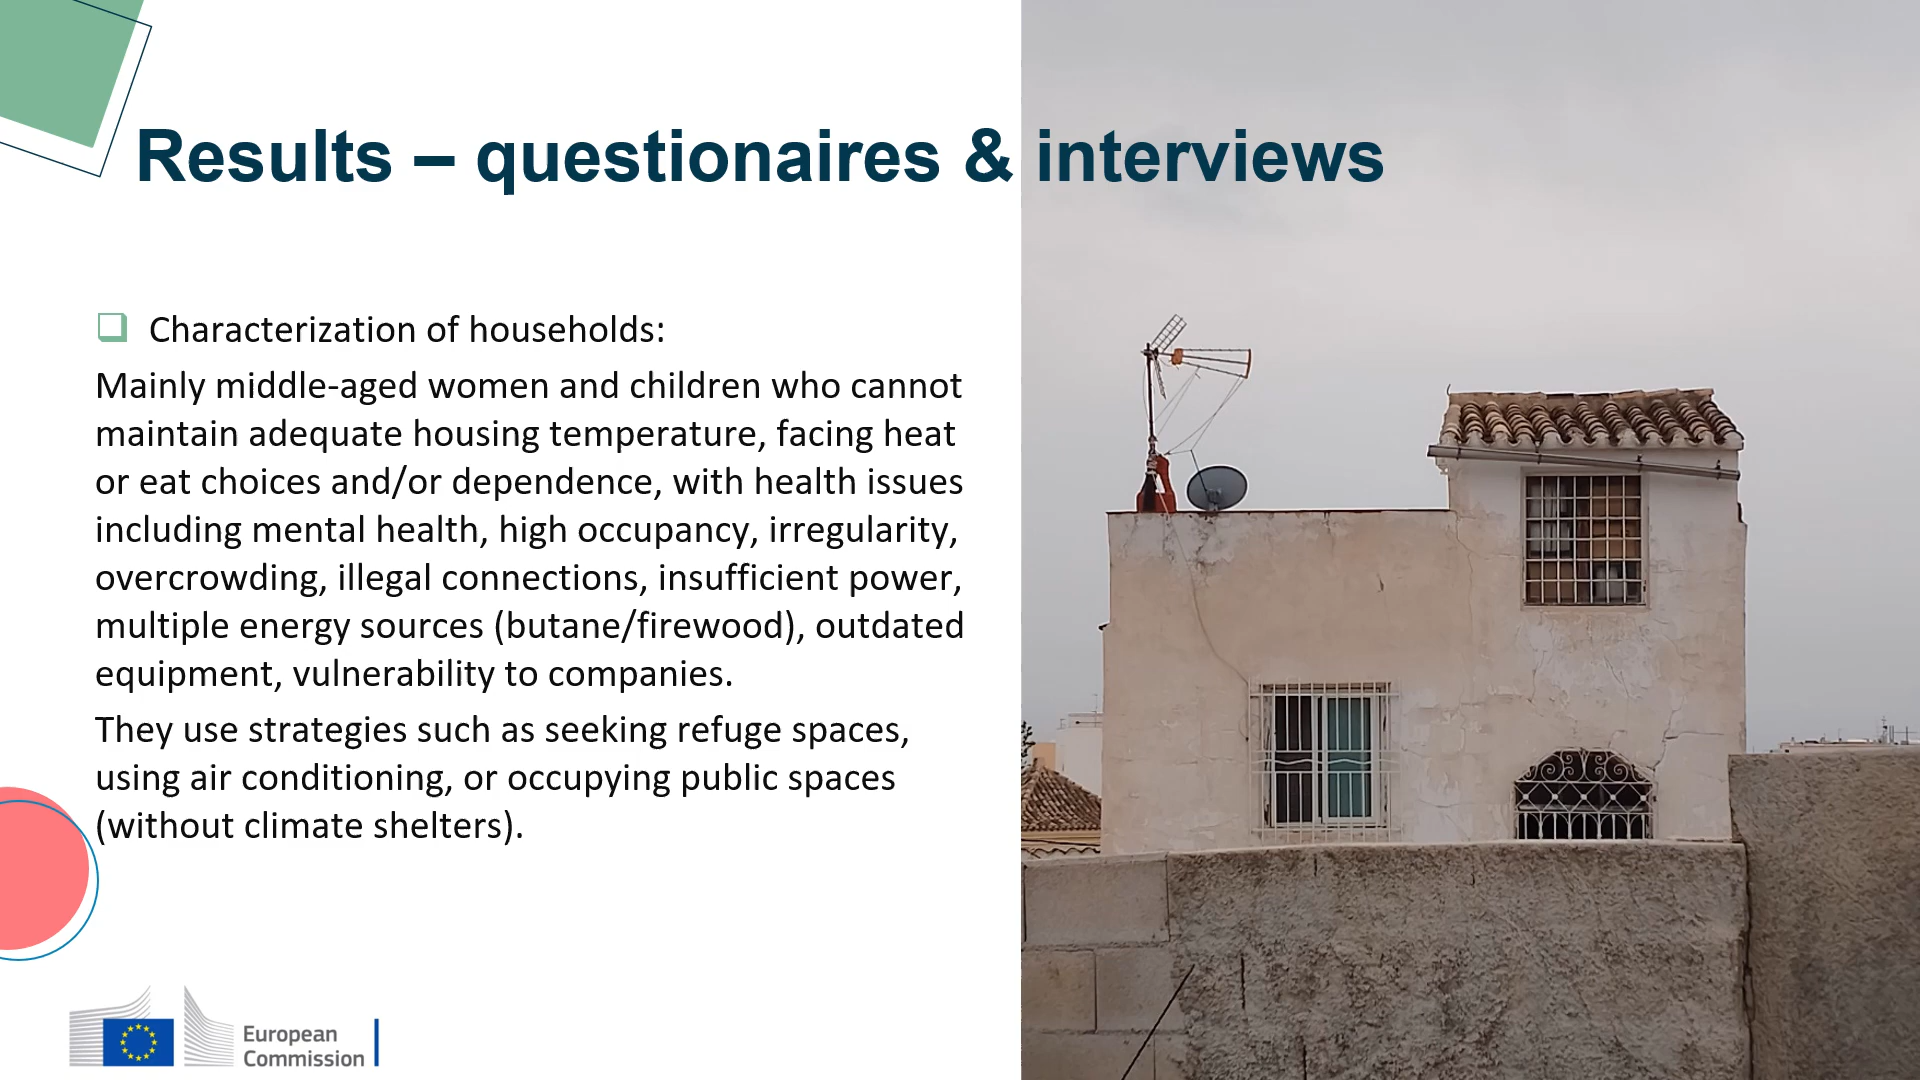 Results – questionaires & interviews
Characterization of households:
Mainly middle-aged women and children who cannot
maintain adequate housing temperature, facing heat
or eat choices and/or dependence, with health issues
including mental health, high occupancy, irregularity,
overcrowding, illegal connections, insufficient power,
multiple energy sources (butane/firewood), outdated
equipment, vulnerability to companies.
They use strategies such as seeking refuge spaces,
using air conditioning, or occupying public spaces
(without climate shelters).
European
Commission